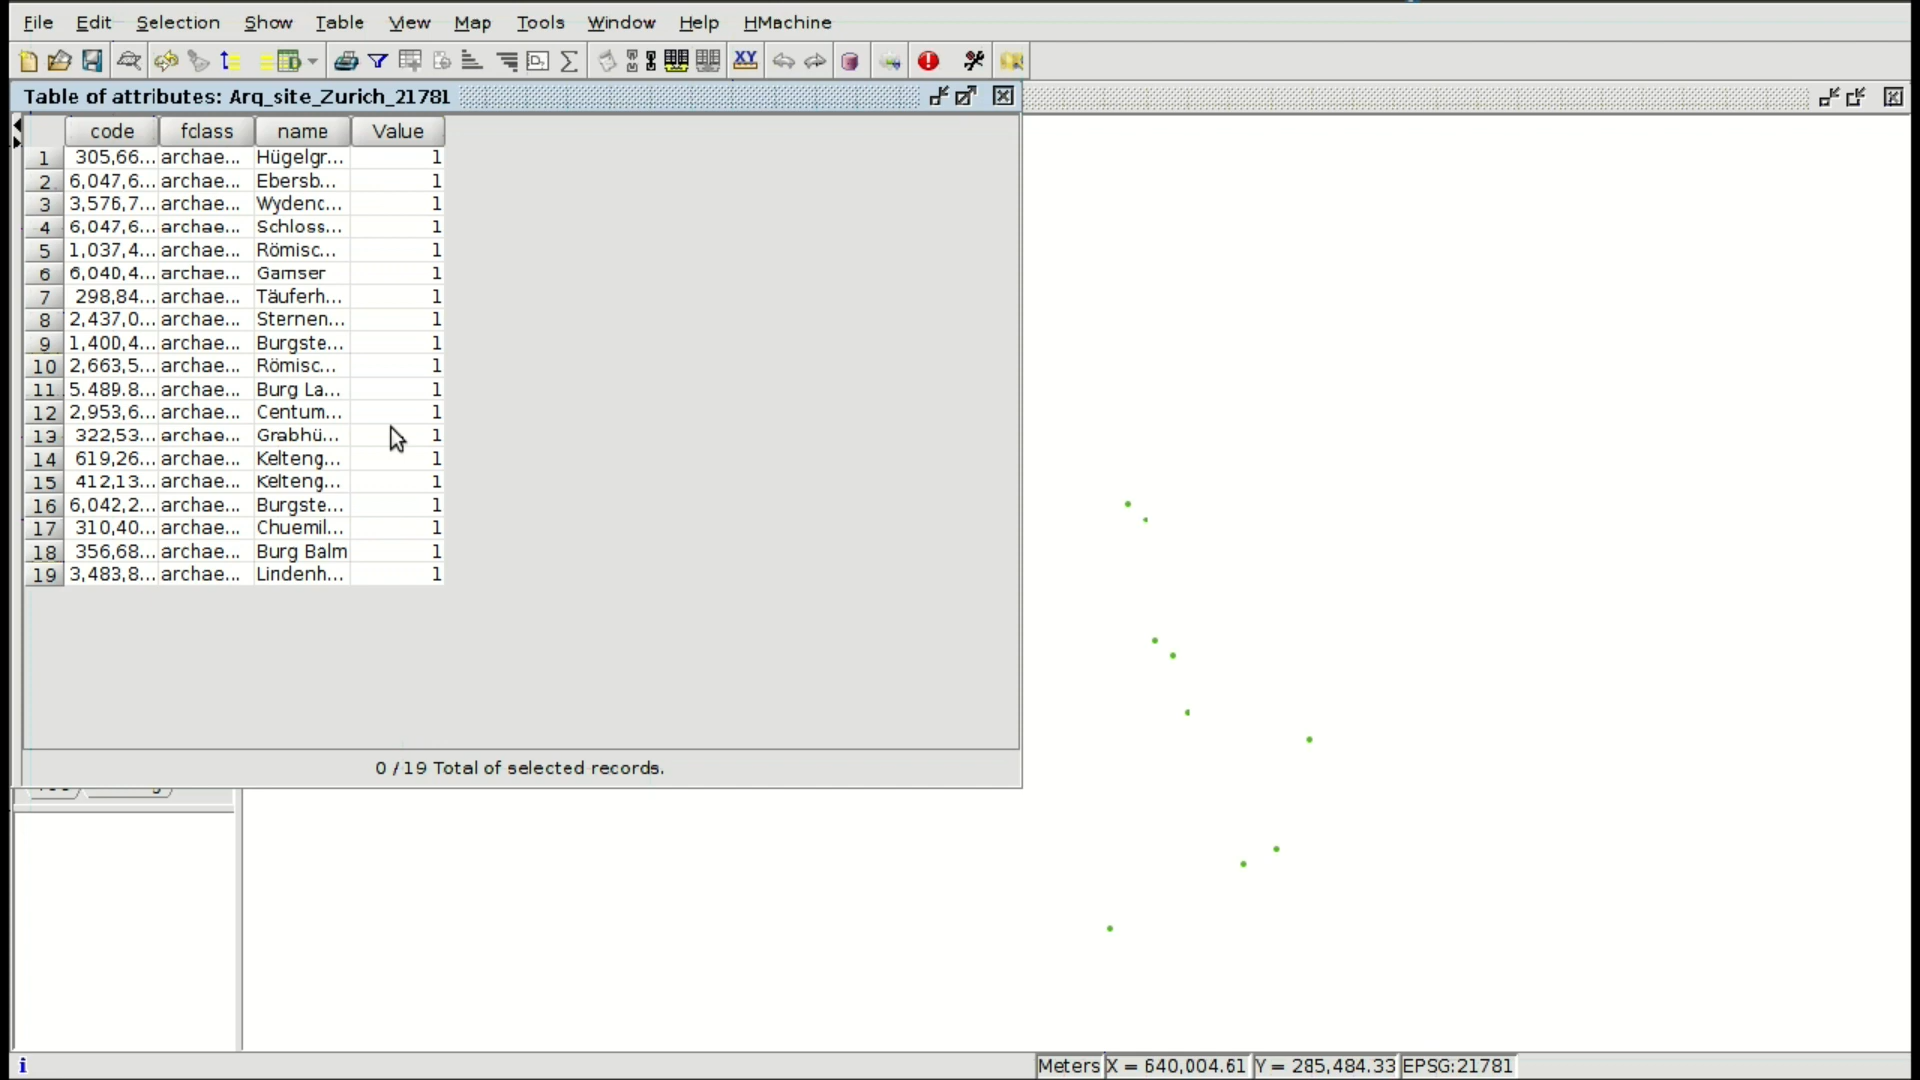 File Edit Selection Show Table View Map Tools Window Help HMachine
XY
Table of attributes: Arq_site_Zurich_21781
code fclass name Value
1 305,66... archae... Hügelgr... 1
2 6,047,6... archae... Ebersb... 1
3 3,576,7... archae... Wydenc... 1
4 6,047,6... archae... Schloss... 1
5 1,037,4... archae... Römisc... 1
6 6,040,4... archae... Gamser 1
7 298,84... archae... Täuferh... 1
8 2,437,0... archae... Sternen... 1
9 1,400,4... archae... Burgste... 1
10 2,663,5... archae... Römisc... 1
11 5,489,8... archae... Burg La... 1
12 2,953,6... archae... Centum... 1
13 322,53... archae... Grabhü... 1
14 619,26... archae... Kelteng... 1
15 412,13... archae... Kelteng... 1
16 6,042,2... archae... Burgste... 1
17 310,40... archae... Chuemil... 1
18 356,68... archae... Burg Balm 1
19 3,483,8... archae... Lindenh... 1
0 / 19 Total of selected records.
Meters X = 640,004.61 Y = 285,484.33 EPSG:21781